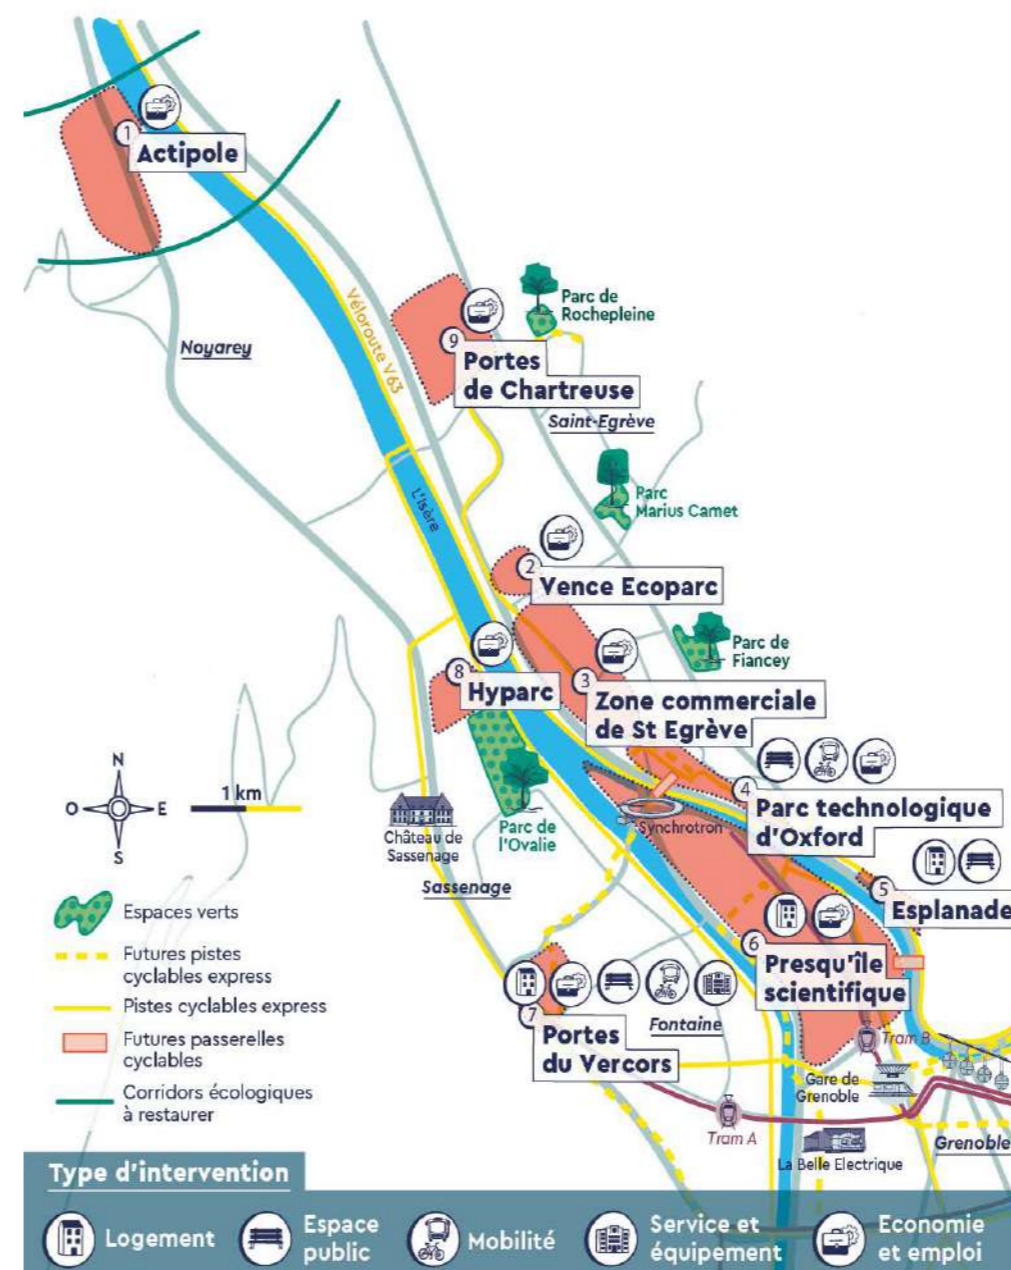 1
Actipole
Noyarey
Véloroute V63
9
Portes
de Chartreuse
Parc de
Rochepleine
Saint-Egrève
L'Isère
Parc
Marius Camet
2
Vence Ecoparc
Parc de
Fiancey
8
Hyparc
3
Zone commerciale
de St Egrève
N
O
E
S
1 km
Château de
Sassenage
Parc de
l'Ovalie
Synchrotron
4
Parc technologique
d'Oxford
Sassenage
5
Esplanade
6
Presqu'île
scientifique
7
Portes
du Vercors
Fontaine
Tram B
Gare de
Grenoble
Tram A
La Belle Electrique
Grenoble
Espaces verts
Futures pistes
cyclables express
Pistes cyclables express
Futures passerelles
cyclables
Corridors écologiques
à restaurer
Type d'intervention
Logement
Espace
public
Mobilité
Service et
équipement
Economie
et emploi